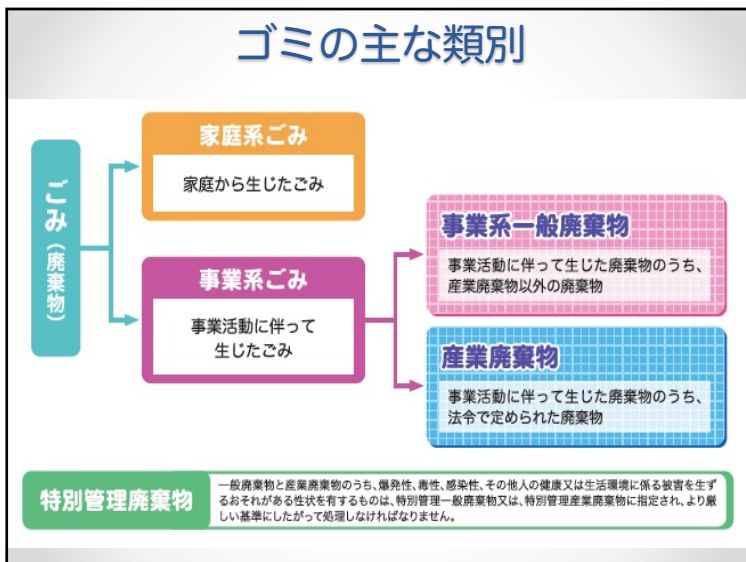 ゴミの主な類別
ごみ（廃棄物）
家庭系ごみ
家庭から生じたごみ
事業系ごみ
事業活動に伴って
生じたごみ
事業系一般廃棄物
事業活動に伴って生じた廃棄物のうち、
産業廃棄物以外の廃棄物
産業廃棄物
事業活動に伴って生じた廃棄物のうち、
法令で定められた廃棄物
特別管理廃棄物
一般廃棄物と産業廃棄物のうち、爆発性、毒性、感染性、その他人の健康又は生活環境に係る被害を生ず
るおそれがある性状を有するものは、特別管理一般廃棄物又は、特別管理産業廃棄物に指定され、より厳
しい基準にしたがって処理しなければなりません。